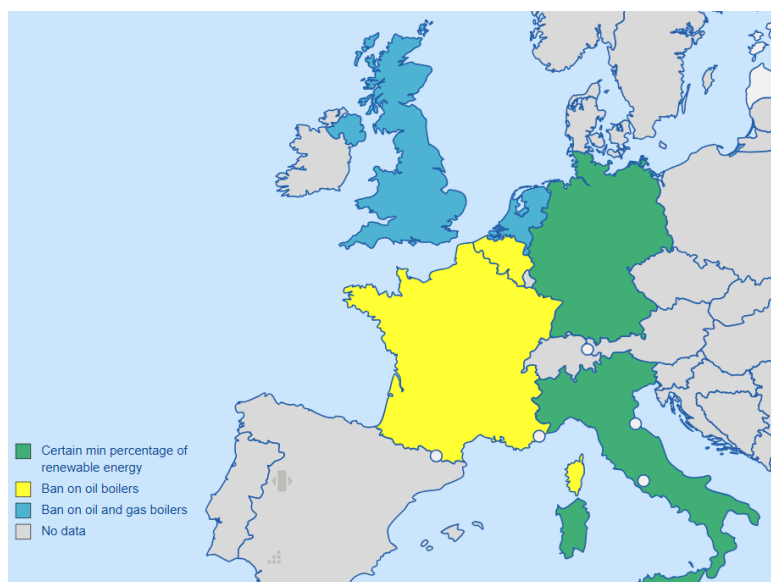 Certain min percentage of
renewable energy
Ban on oil boilers
Ban on oil and gas boilers
No data